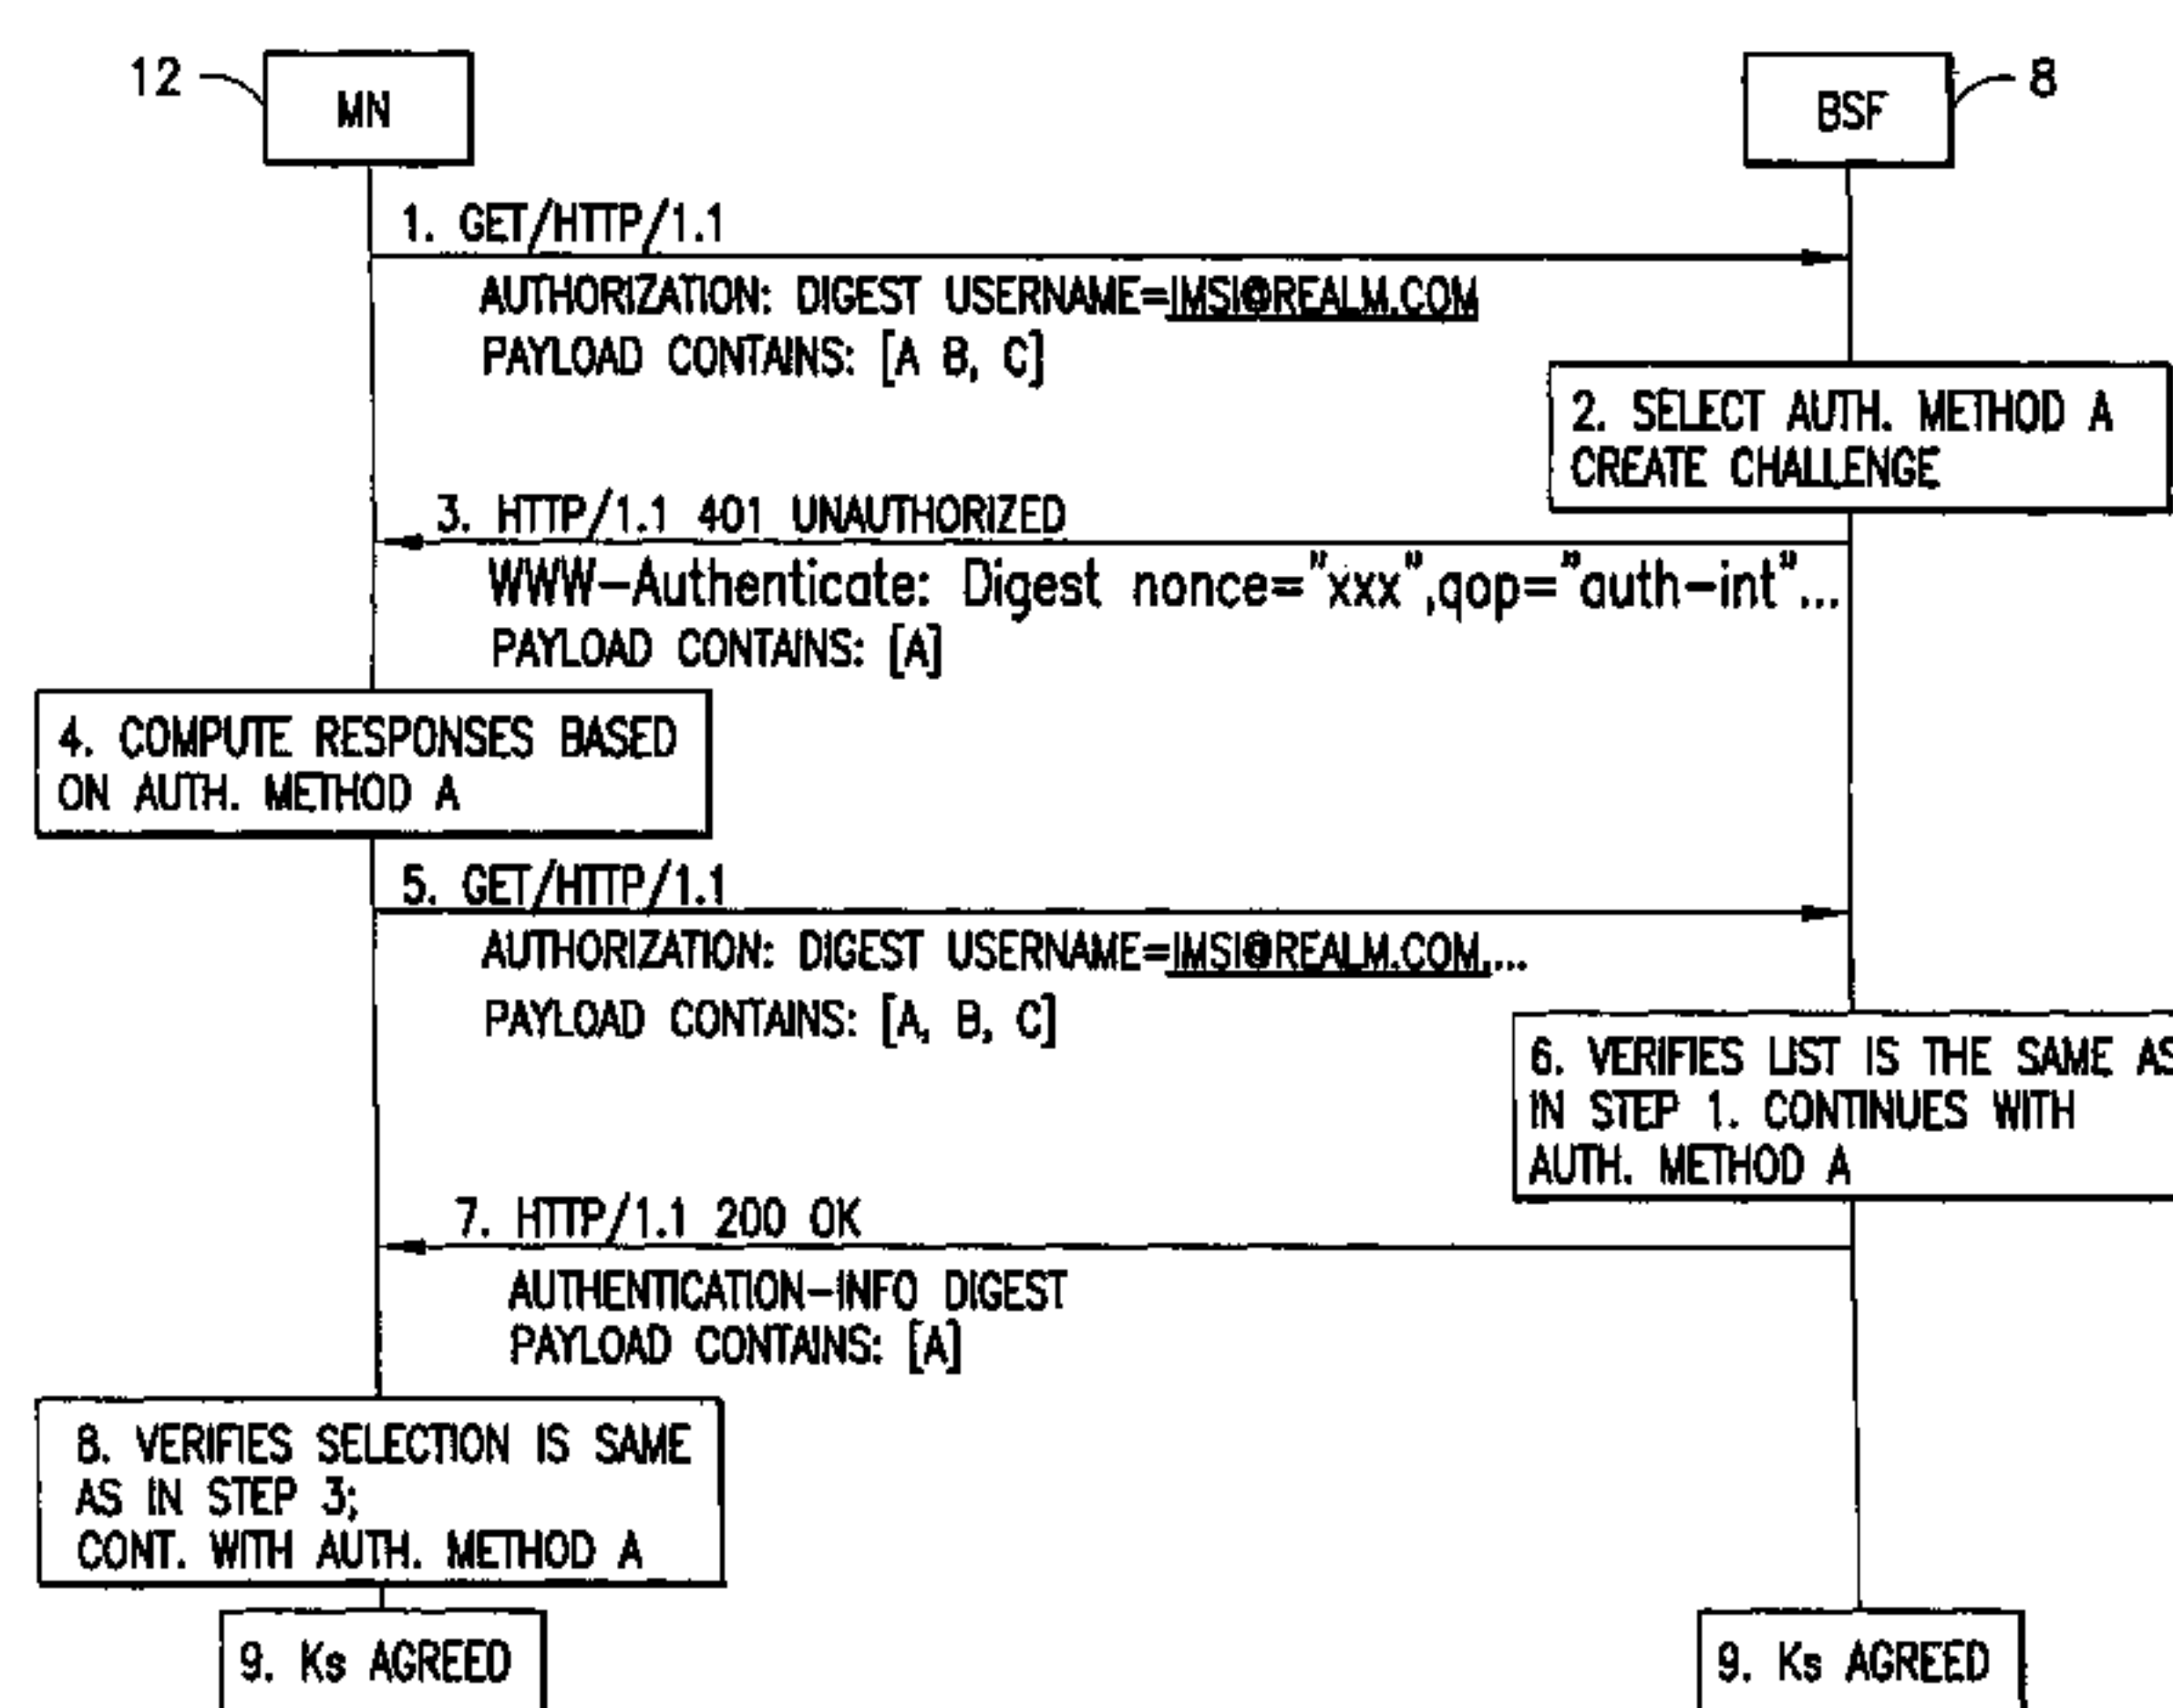 12
MN
BSF
8
1. GET/HTTP/1.1
AUTHORIZATION: DIGEST USERNAME=IMSI@REALM.COM
PAYLOAD CONTAINS: [A B, C]
2. SELECT AUTH. METHOD A
CREATE CHALLENGE
3. HTTP/1.1 401 UNAUTHORIZED
WWW-Authenticate: Digest nonce="xxx",qop="auth-int"...
PAYLOAD CONTAINS: [A]
4. COMPUTE RESPONSES BASED
ON AUTH. METHOD A
5. GET/HTTP/1.1
AUTHORIZATION: DIGEST USERNAME=IMSI@REALM.COM,...
PAYLOAD CONTAINS: [A, B, C]
6. VERIFIES LIST IS THE SAME AS
IN STEP 1. CONTINUES WITH
AUTH. METHOD A
7. HTTP/1.1 200 OK
AUTHENTICATION-INFO DIGEST
PAYLOAD CONTAINS: [A]
8. VERIFIES SELECTION IS SAME
AS IN STEP 3;
CONT. WITH AUTH. METHOD A
9. Ks AGREED
9. Ks AGREED